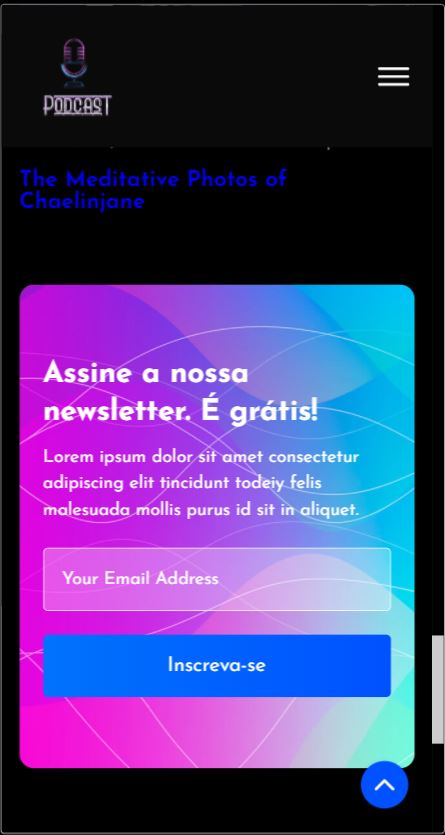 PODCAST
The Meditative Photos of
Chaelinjane
Assine a nossa
newsletter. É grátis!
Lorem ipsum dolor sit amet consectetur
adipiscing elit tincidunt todeiy felis
malesuada mollis purus id sit in aliquet.
Your Email Address
Inscreva-se